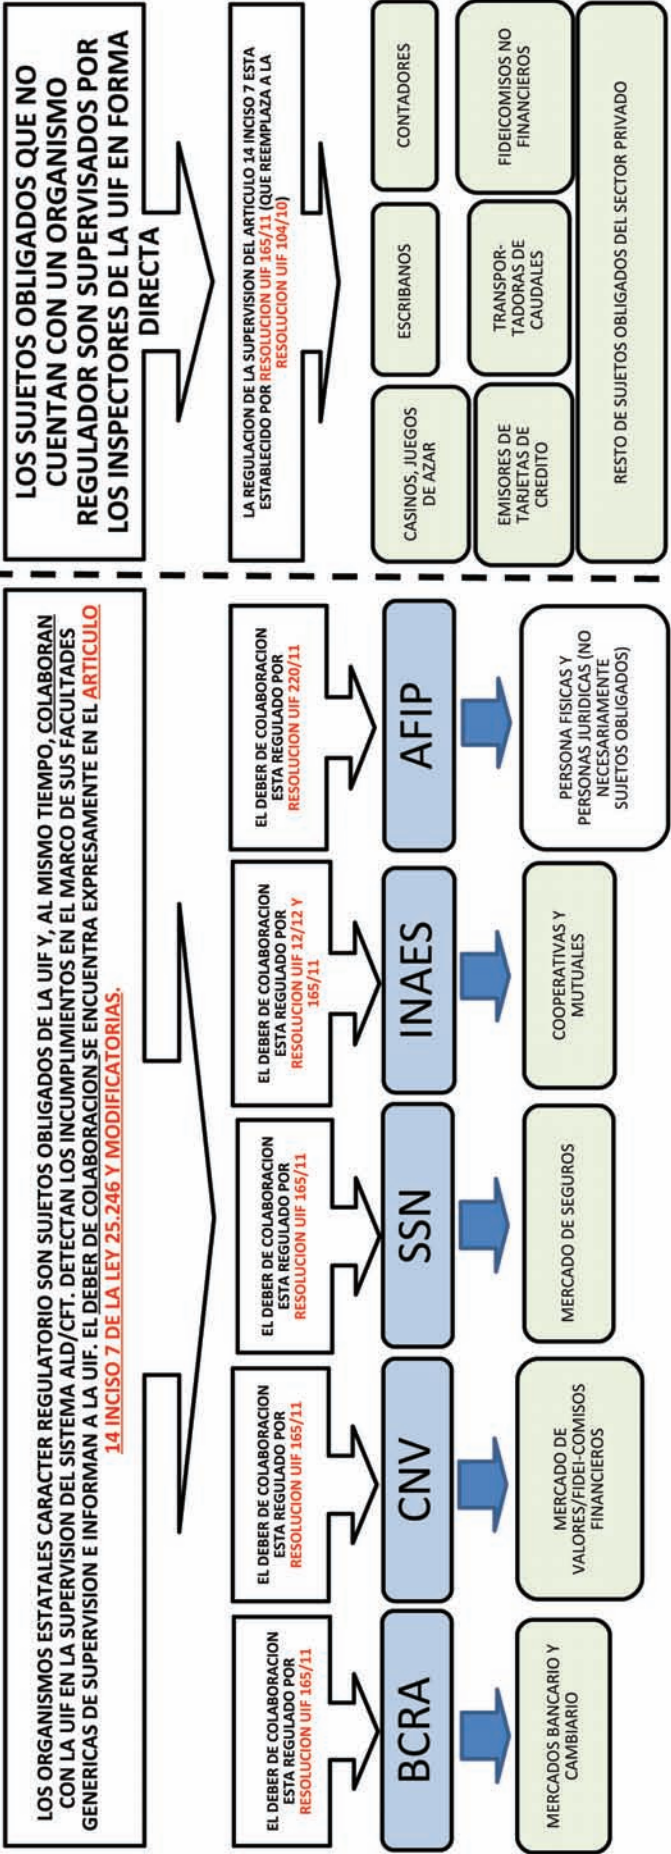 LOS ORGANISMOS ESTATALES CARACTER REGULATORIO SON SUJETOS OBLIGADOS DE LA UIF Y, AL MISMO TIEMPO, COLABORAN
CON LA UIF EN LA SUPERVISION DEL SISTEMA ALD/CFT. DETECTAN LOS INCUMPLIMIENTOS EN EL MARCO DE SUS FACULTADES
GENERICAS DE SUPERVISION E INFORMAN A LA UIF. EL DEBER DE COLABORACION SE ENCUENTRA EXPRESAMENTE EN EL ARTICULO
14 INCISO 7 DE LA LEY 25.246 Y MODIFICATORIAS.
EL DEBER DE COLABORACION
ESTA REGULADO POR
RESOLUCION UIF 165/11
BCRA
MERCADOS BANCARIO Y
CAMBIARIO
EL DEBER DE COLABORACION
ESTA REGULADO POR
RESOLUCION UIF 165/11
CNV
MERCADO DE
VALORES/FIDEI-COMISOS
FINANCIEROS
EL DEBER DE COLABORACION
ESTA REGULADO POR
RESOLUCION UIF 165/11
SSN
MERCADO DE SEGUROS
EL DEBER DE COLABORACION
ESTA REGULADO POR
RESOLUCION UIF 12/12 Y
165/11
INAES
COOPERATIVAS Y
MUTUALES
EL DEBER DE COLABORACION
ESTA REGULADO POR
RESOLUCION UIF 220/11
AFIP
PERSONA FISICAS Y
PERSONAS JURIDICAS (NO
NECESARIAMENTE
SUJETOS OBLIGADOS)
LOS SUJETOS OBLIGADOS QUE NO
CUENTAN CON UN ORGANISMO
REGULADOR SON SUPERVISADOS POR
LOS INSPECTORES DE LA UIF EN FORMA
DIRECTA
LA REGULACION DE LA SUPERVISION DEL ARTICULO 14 INCISO 7 ESTA
ESTABLECIDO POR RESOLUCION UIF 165/11 (QUE REEMPLAZA A LA
RESOLUCION UIF 104/10)
CASINOS, JUEGOS
DE AZAR
ESCRIBANOS
CONTADORES
EMISORES DE
TARJETAS DE
CREDITO
TRANSPOR-
TADORAS DE
CAUDALES
FIDEICOMISOS NO
FINANCIEROS
RESTO DE SUJETOS OBLIGADOS DEL SECTOR PRIVADO